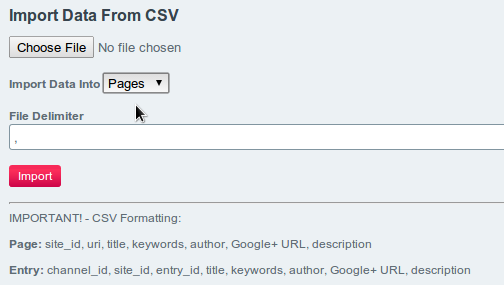 Import Data From CSV
Choose File No file chosen
Import Data Into Pages
File Delimiter
,
Import
IMPORTANT! - CSV Formatting:
Page: site_id, uri, title, keywords, author, Google+ URL, description
Entry: channel_id, site_id, entry_id, title, keywords, author, Google+ URL, description